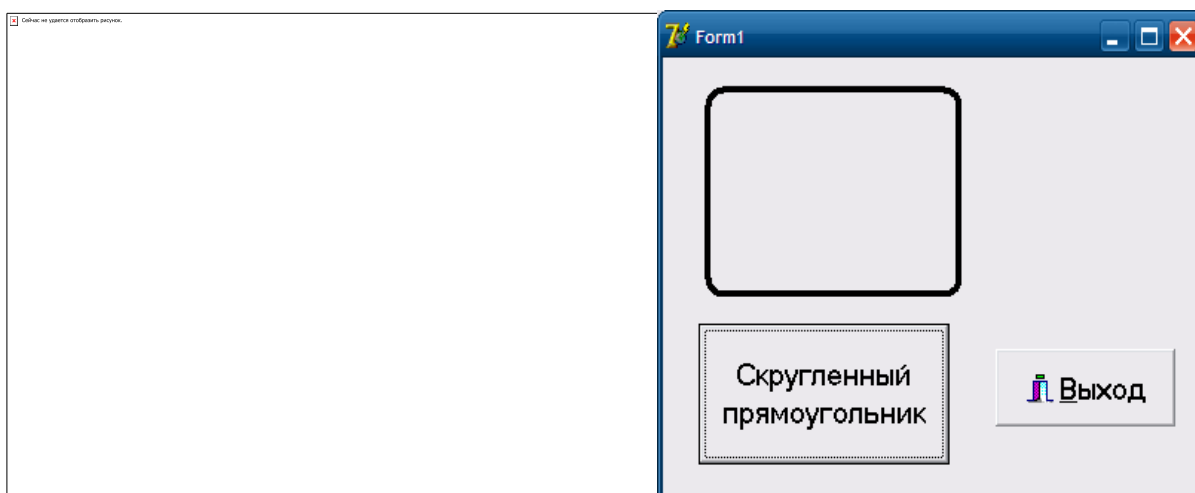 Сейчас не удается отобразить рисунок.
Form1
Скругленный
прямоугольник
Выход